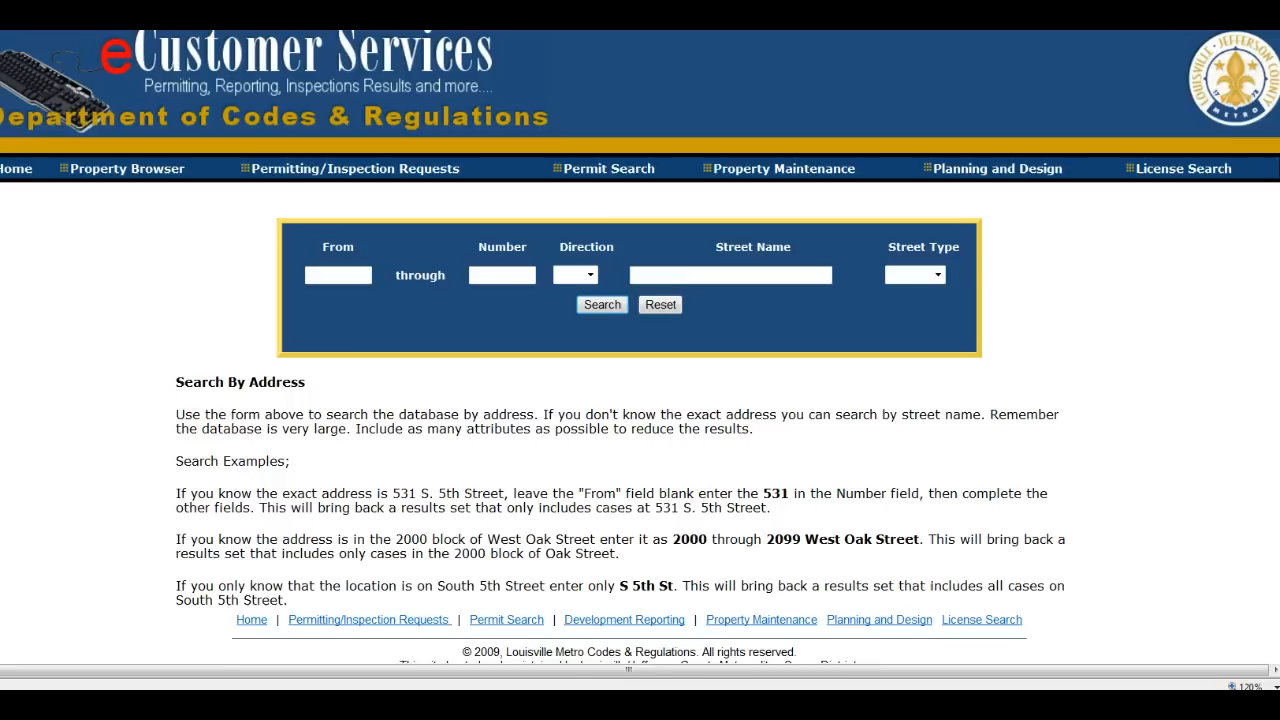 eCustomer Services
Permitting, Reporting, Inspections Results and more....
Department of Codes & Regulations
LOUISVILLE - JEFFERSON COUNTY
1778
METRO
Home Property Browser Permitting/Inspection Requests Permit Search Property Maintenance Planning and Design License Search
From Number Direction Street Name Street Type
through
Search Reset
Search By Address
Use the form above to search the database by address. If you don't know the exact address you can search by street name. Remember
the database is very large. Include as many attributes as possible to reduce the results.
Search Examples;
If you know the exact address is 531 S. 5th Street, leave the "From" field blank enter the 531 in the Number field, then complete the
other fields. This will bring back a results set that only includes cases at 531 S. 5th Street.
If you know the address is in the 2000 block of West Oak Street enter it as 2000 through 2099 West Oak Street. This will bring back a
results set that includes only cases in the 2000 block of Oak Street.
If you only know that the location is on South 5th Street enter only S 5th St. This will bring back a results set that includes all cases on
South 5th Street.
Home | Permitting/Inspection Requests | Permit Search | Development Reporting | Property Maintenance Planning and Design License Search
© 2009, Louisville Metro Codes & Regulations. All rights reserved.
120%